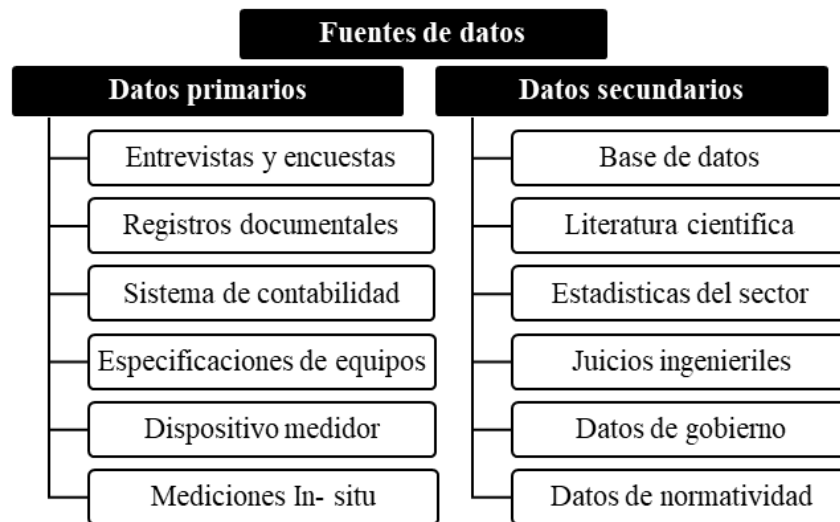 Fuentes de datos
Datos primarios
Entrevistas y encuestas
Registros documentales
Sistema de contabilidad
Especificaciones de equipos
Dispositivo medidor
Mediciones In- situ
Datos secundarios
Base de datos
Literatura cientifica
Estadisticas del sector
Juicios ingenieriles
Datos de gobierno
Datos de normatividad